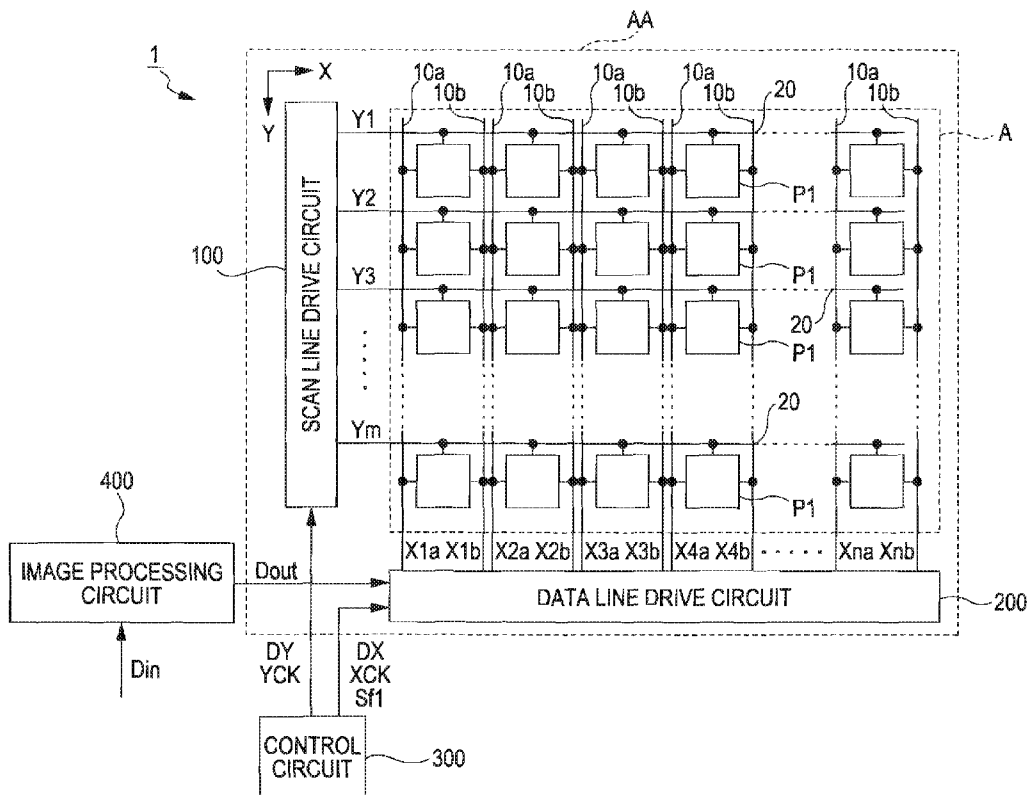 AA
1
X
Y
10a 10a 10a 10a 10a
10b 10b 10b 10b 20 10b
A
Y1
P1
Y2
100
SCAN LINE DRIVE CIRCUIT
P1
Y3
20
P1
Ym
20
P1
400
X1a X1b X2a X2b X3a X3b X4a X4b Xna Xnb
IMAGE PROCESSING
CIRCUIT
Dout
DATA LINE DRIVE CIRCUIT
200
Din
DY
YCK
DX
XCK
Sf1
CONTROL
CIRCUIT
300